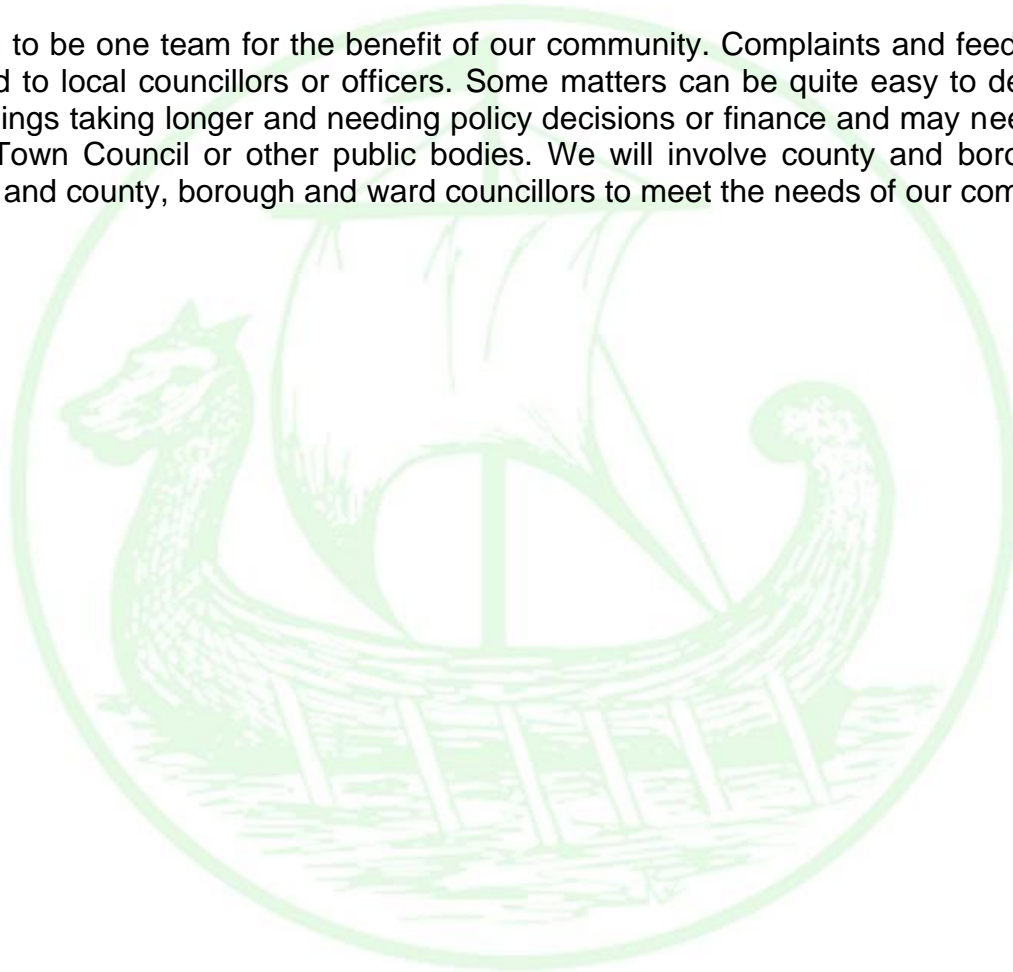 to be one team for the benefit of our community. Complaints and feed
to local councillors or officers. Some matters can be quite easy to de
ings taking longer and needing policy decisions or finance and may nee
Town Council or other public bodies. We will involve county and boro
and county, borough and ward councillors to meet the needs of our com